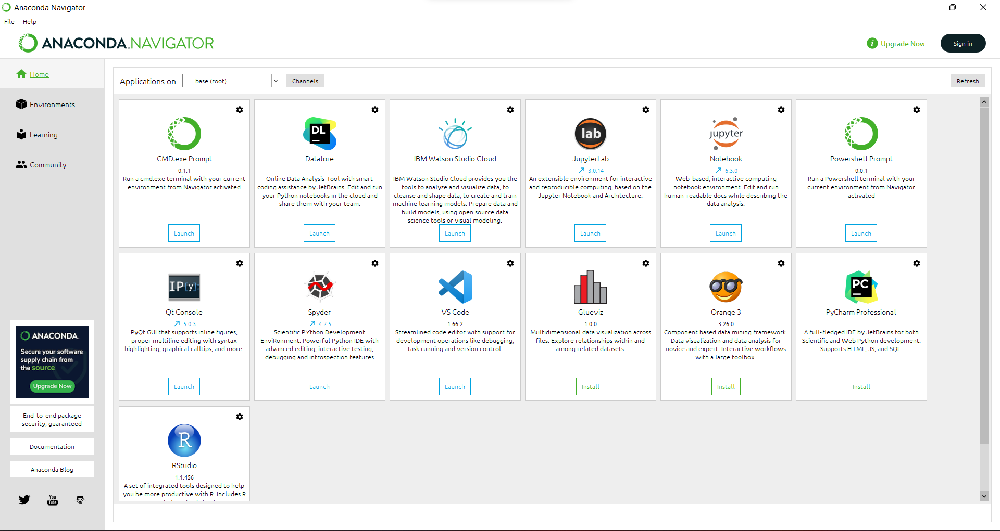 Anaconda Navigator
File Help
ANACONDA.NAVIGATOR
i Upgrade Now
Sign in
Home
Environments
Learning
Community
ANACONDA.
Secure your software
supply chain from
the source
Upgrade Now
End-to-end package
security, guaranteed
Documentation
Anaconda Blog
You
Tube
Applications on
base (root)
Channels
Refresh
CMD.exe Prompt
0.1.1
Run a cmd.exe terminal with your current
environment from Navigator activated
Launch
DL
Datalore
Online Data Analysis Tool with smart
coding assistance by JetBrains. Edit and run
your Python notebooks in the cloud and
share them with your team.
Launch
IBM Watson Studio Cloud
IBM Watson Studio Cloud provides you the
tools to analyze and visualize data, to
cleanse and shape data, to create and train
machine learning models. Prepare data and
build models, using open source data
science tools or visual modeling.
Launch
lab
JupyterLab
3.0.14
An extensible environment for interactive
and reproducible computing, based on the
Jupyter Notebook and Architecture.
Launch
jupyter
Notebook
6.3.0
Web-based, interactive computing
notebook environment. Edit and run
human-readable docs while describing the
data analysis.
Launch
Powershell Prompt
0.0.1
Run a Powershell terminal with your
current environment from Navigator
activated
Launch
IP[y]:
Qt Console
5.0.3
PyQt GUI that supports inline figures,
proper multiline editing with syntax
highlighting, graphical calltips, and more.
Launch
Spyder
4.2.5
Scientific PYthon Development
EnviRonment. Powerful Python IDE with
advanced editing, interactive testing,
debugging and introspection features
Launch
VS Code
1.66.2
Streamlined code editor with support for
development operations like debugging,
task running and version control.
Launch
Glueviz
1.0.0
Multidimensional data visualization across
files. Explore relationships within and
among related datasets.
Install
Orange 3
3.26.0
Component based data mining framework.
Data visualization and data analysis for
novice and expert. Interactive workflows
with a large toolbox.
Install
PC
PyCharm Professional
A full-fledged IDE by JetBrains for both
Scientific and Web Python development.
Supports HTML, JS, and SQL.
Install
R
RStudio
1.1.456
A set of integrated tools designed to help
you be more productive with R. Includes R